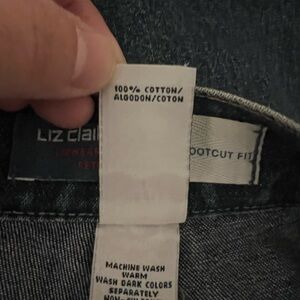 100% COTTON/
ALGODON/COTON
Liz Clai
OOTCUT FIT
MACHINE WASH
WARM
WASH DARK COLORS
SEPARATELY